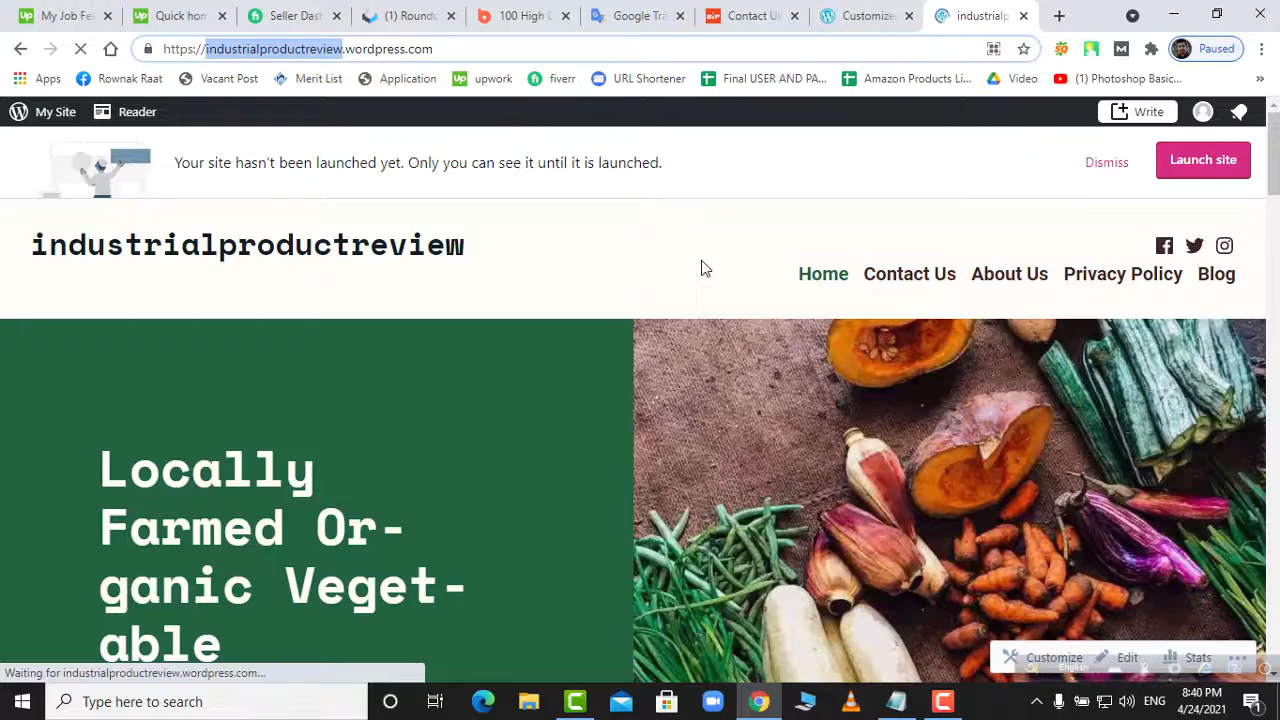 My Job Fe
Quick hom
Seller Das
(1) Round
100 High D
Google Tra
Contact Us
Customize
industrialp
https://industrialproductreview.wordpress.com
Paused
Apps
Rownak Raat
Vacant Post
Merit List
Application
upwork
fiverr
URL Shortener
Final USER AND PA...
Amazon Products Li...
Video
(1) Photoshop Basic...
My Site
Reader
Write
Your site hasn't been launched yet. Only you can see it until it is launched.
Dismiss
Launch site
industrialproductreview
Home
Contact Us
About Us
Privacy Policy
Blog
Locally
Farmed Or-
ganic Veget-
able
Customize
Edit
Stats
English
Waiting for industrialproductreview.wordpress.com...
Type here to search
ENG
8:40 PM
4/24/2021